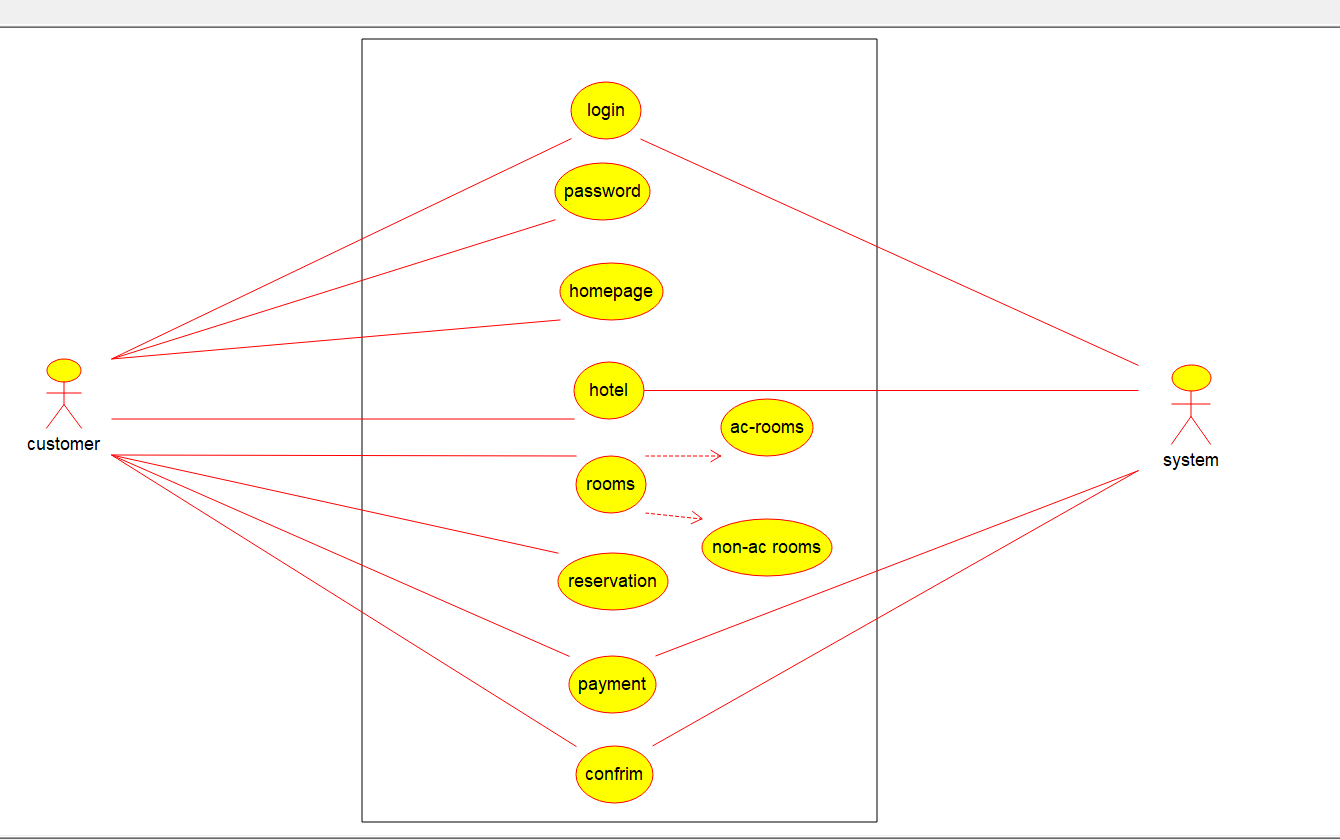 login
password
homepage
hotel
ac-rooms
customer
system
rooms
non-ac rooms
reservation
payment
confrim